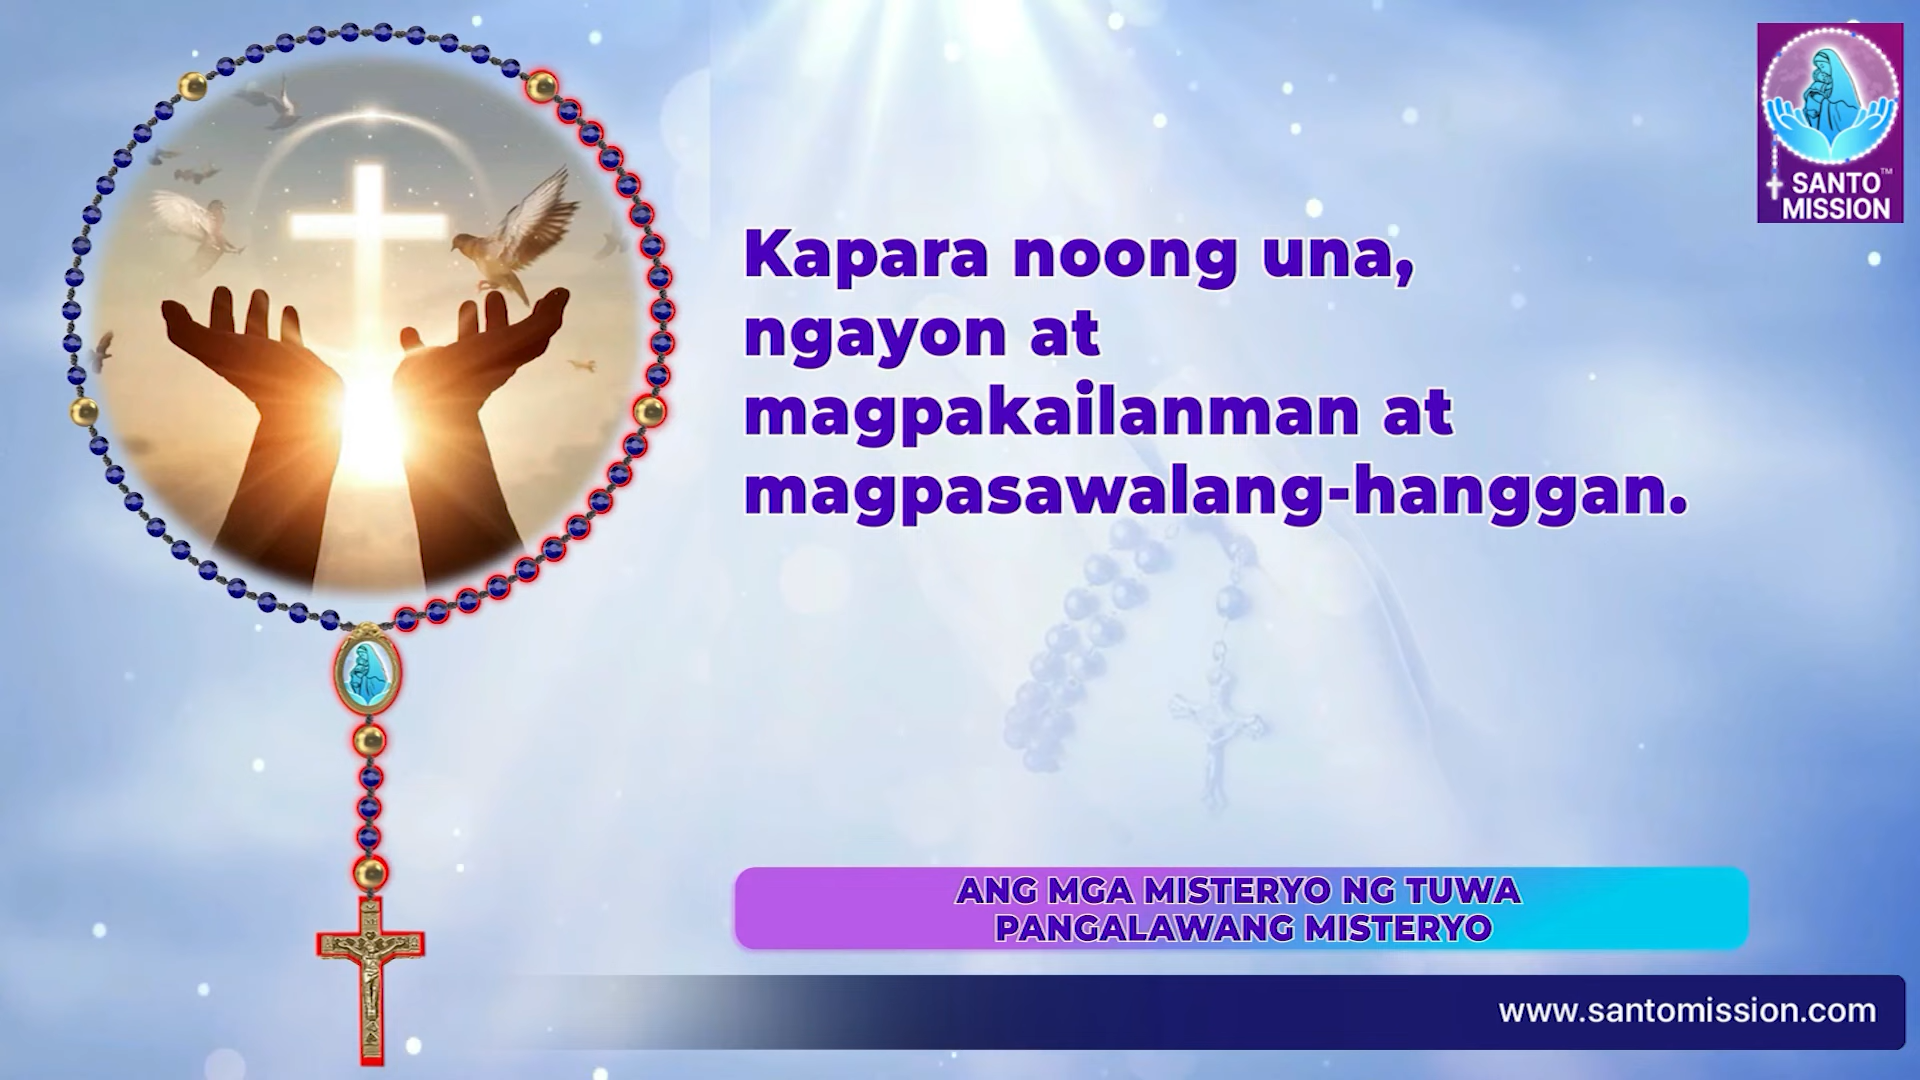 SANTO™
MISSION
Kapara noong una,
ngayon at
magpakailanman at
magpasawalang-hanggan.
ANG MGA MISTERYO NG TUWA
PANGALAWANG MISTERYO
www.santomission.com